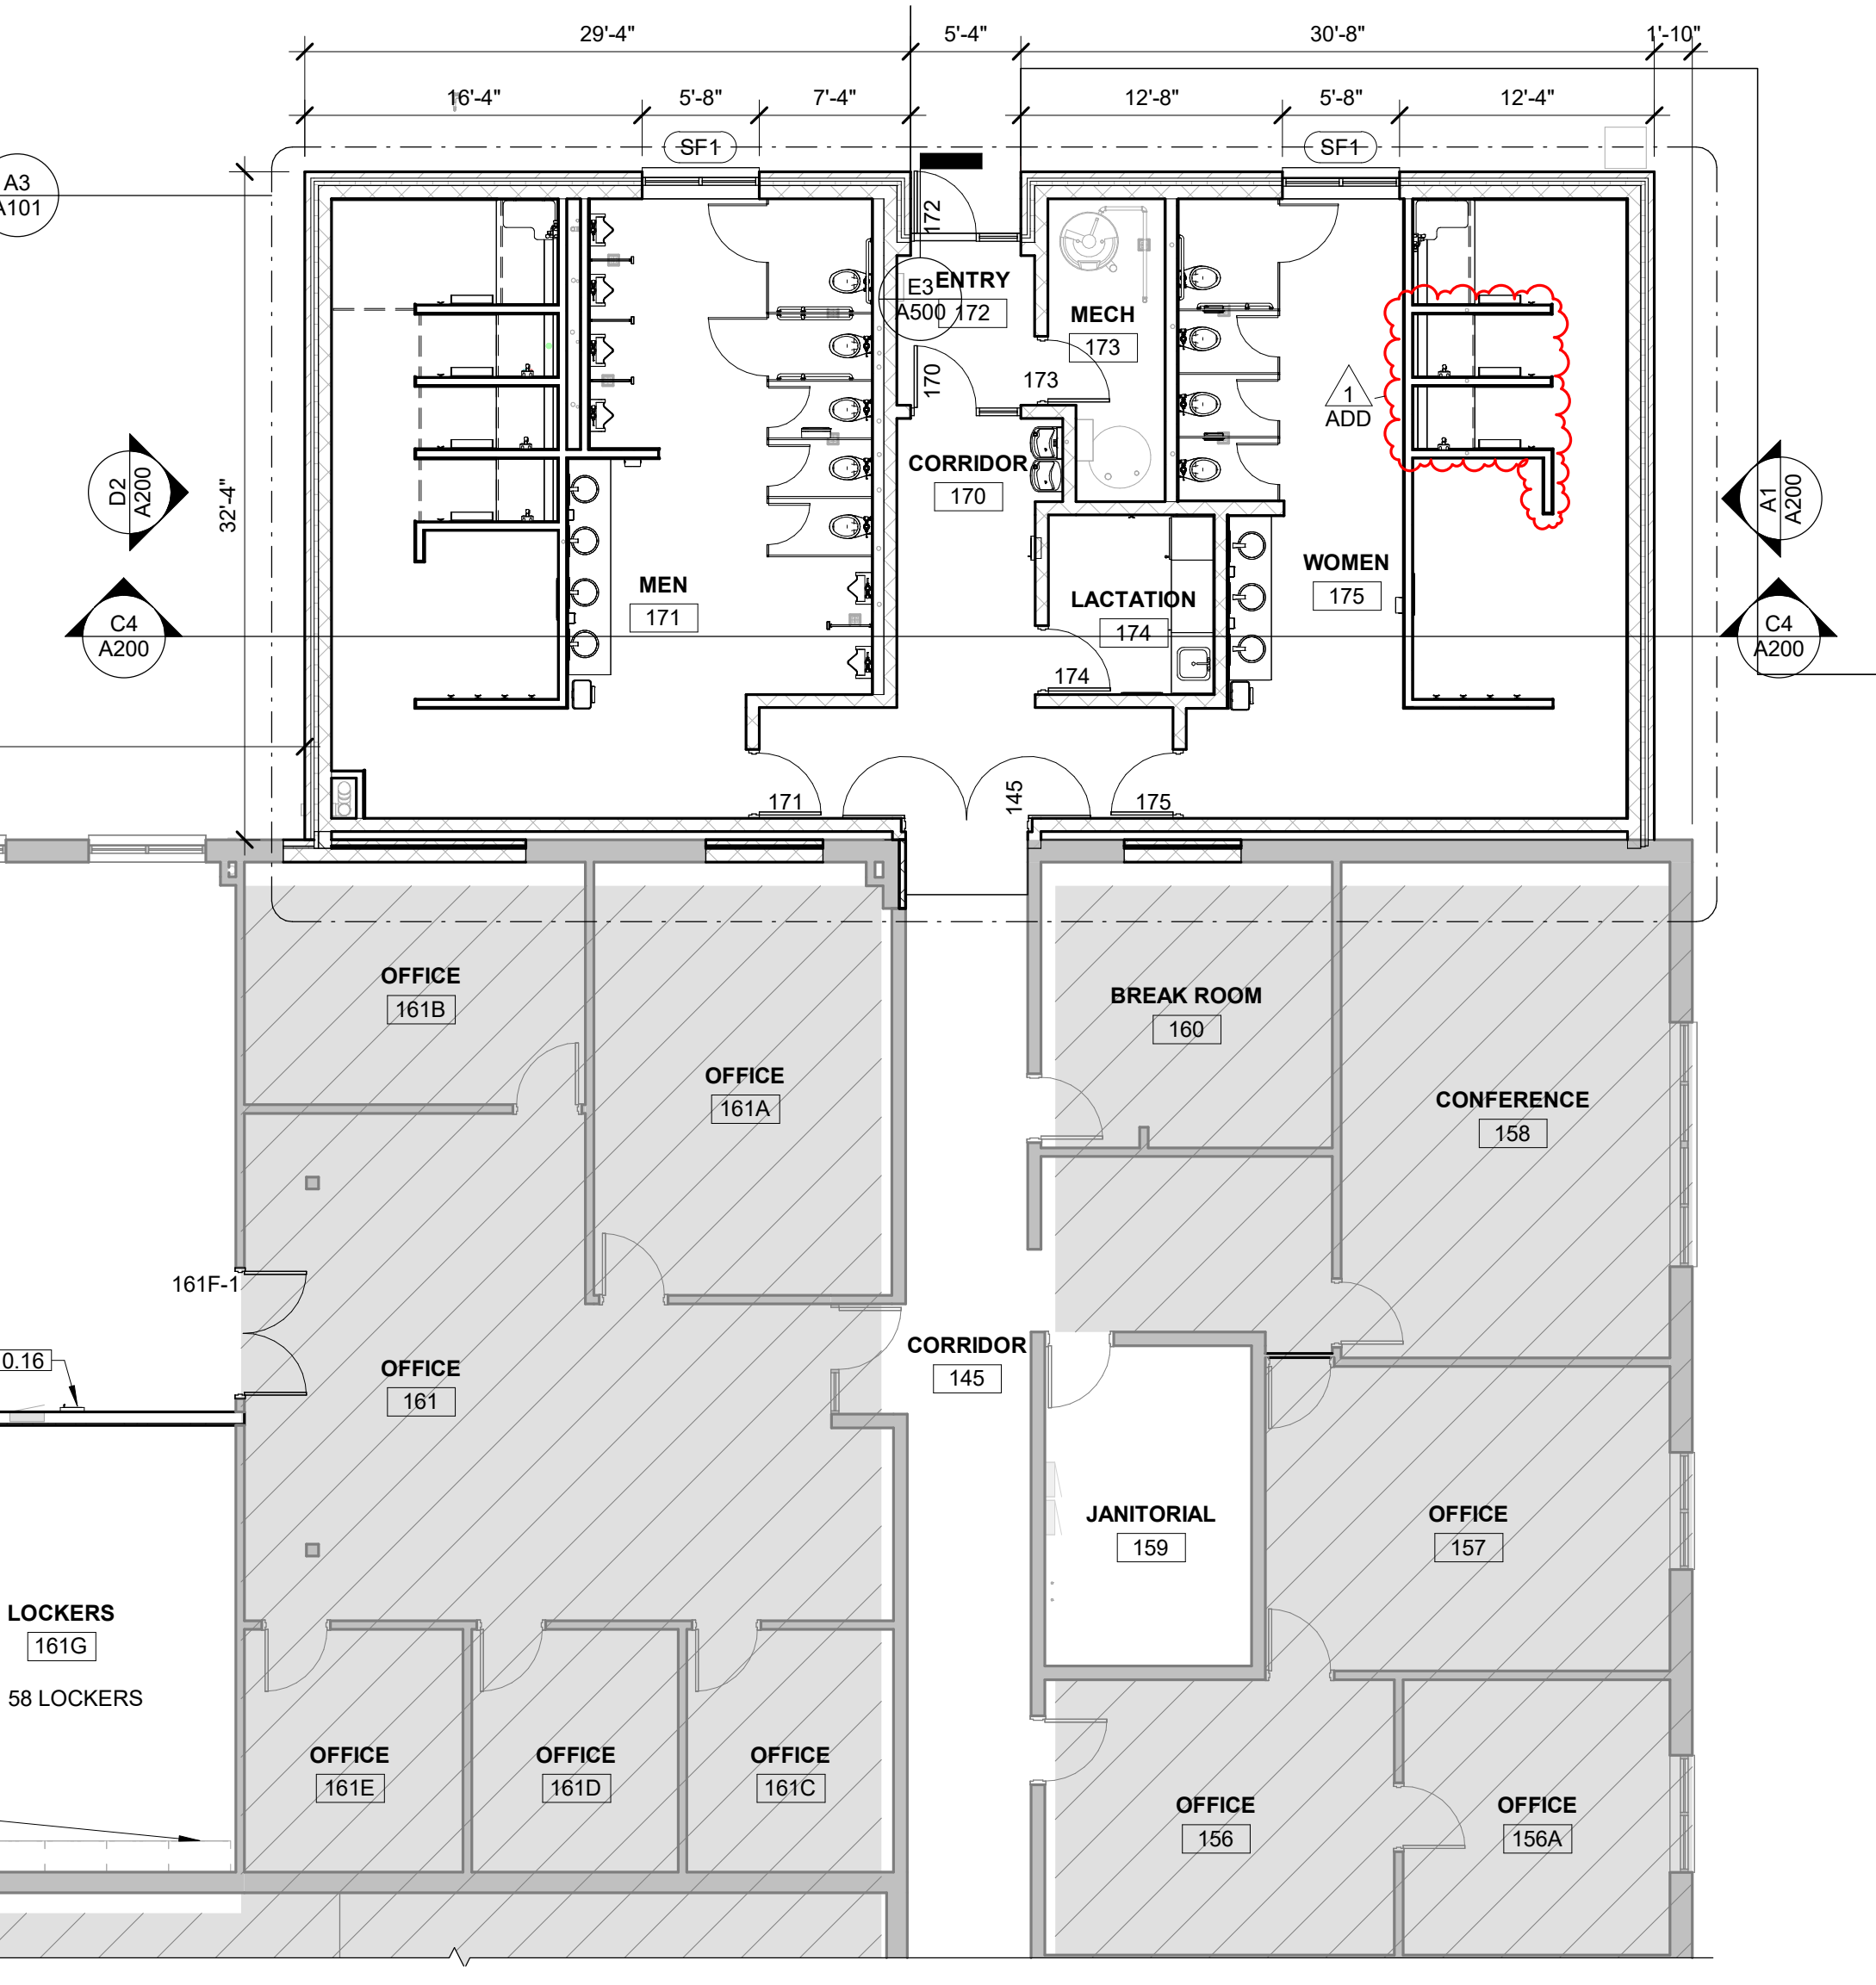 29'-4"
5'-4"
30'-8"
1'-10"
16'-4"
5'-8"
7'-4"
12'-8"
5'-8"
12'-4"
SF1
SF1
A3
A101
172
E3
A500
ENTRY
172
MECH
173
170
173
1
ADD
CORRIDOR
170
D2
A200
32'-4"
A1
A200
MEN
171
LACTATION
174
WOMEN
175
C4
A200
C4
A200
174
171
145
175
OFFICE
161B
OFFICE
161A
BREAK ROOM
160
CONFERENCE
158
161F-1
0.16
OFFICE
161
CORRIDOR
145
JANITORIAL
159
OFFICE
157
LOCKERS
161G
58 LOCKERS
OFFICE
161E
OFFICE
161D
OFFICE
161C
OFFICE
156
OFFICE
156A